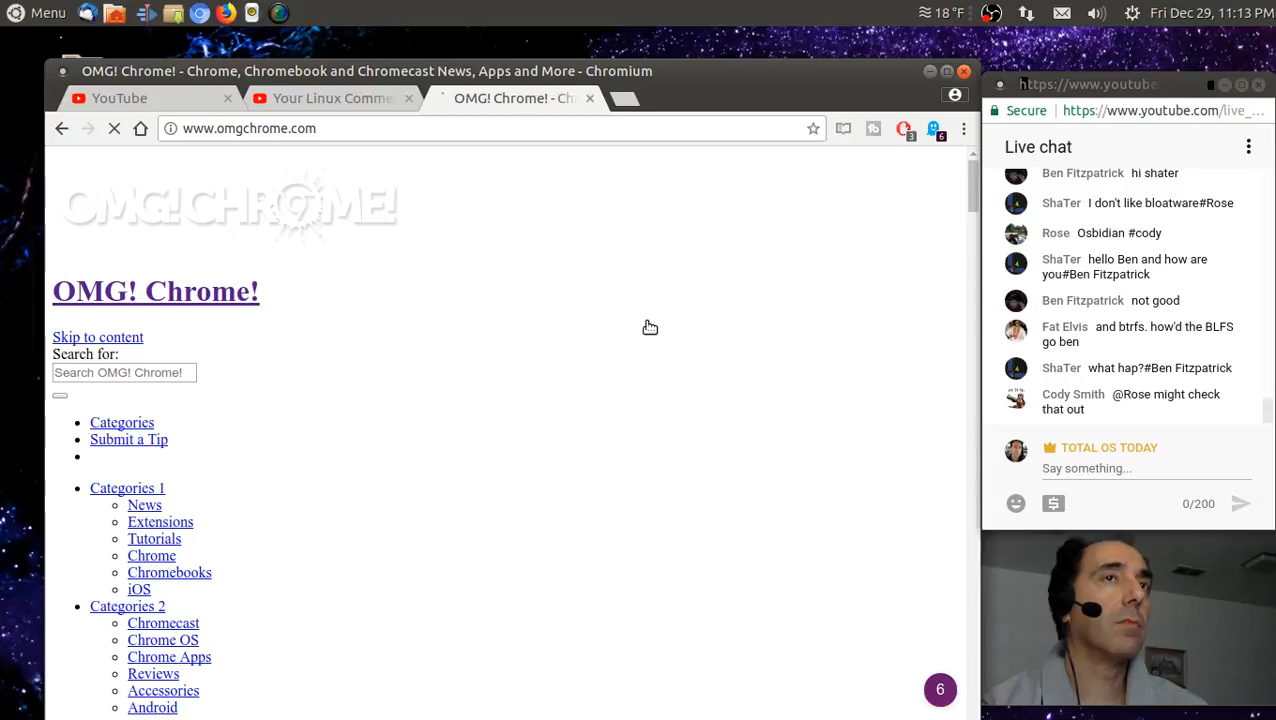 Menu
18 °F
Fri Dec 29, 11:13 PM
OMG! Chrome! - Chrome, Chromebook and Chromecast News, Apps and More - Chromium
YouTube
Your Linux Comme
OMG! Chrome! - Ch
www.omgchrome.com
3
6
OMG! CHROME!
OMG! Chrome!
Skip to content
Search for:
Search OMG! Chrome!
Categories
Submit a Tip
Categories 1
News
Extensions
Tutorials
Chrome
Chromebooks
iOS
Categories 2
Chromecast
Chrome OS
Chrome Apps
Reviews
Accessories
Android
6
https://www.youtube.
Secure
https://www.youtube.com/live_...
Live chat
Ben Fitzpatrick hi shater
ShaTer I don't like bloatware#Rose
Rose Osbidian #cody
ShaTer hello Ben and how are
you#Ben Fitzpatrick
Ben Fitzpatrick not good
Fat Elvis and btrfs. how'd the BLFS
go ben
ShaTer what hap?#Ben Fitzpatrick
Cody Smith @Rose might check
that out
TOTAL OS TODAY
Say something...
0/200